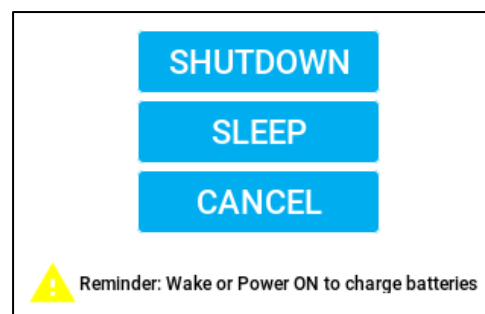 SHUTDOWN
SLEEP
CANCEL
Reminder: Wake or Power ON to charge batteries